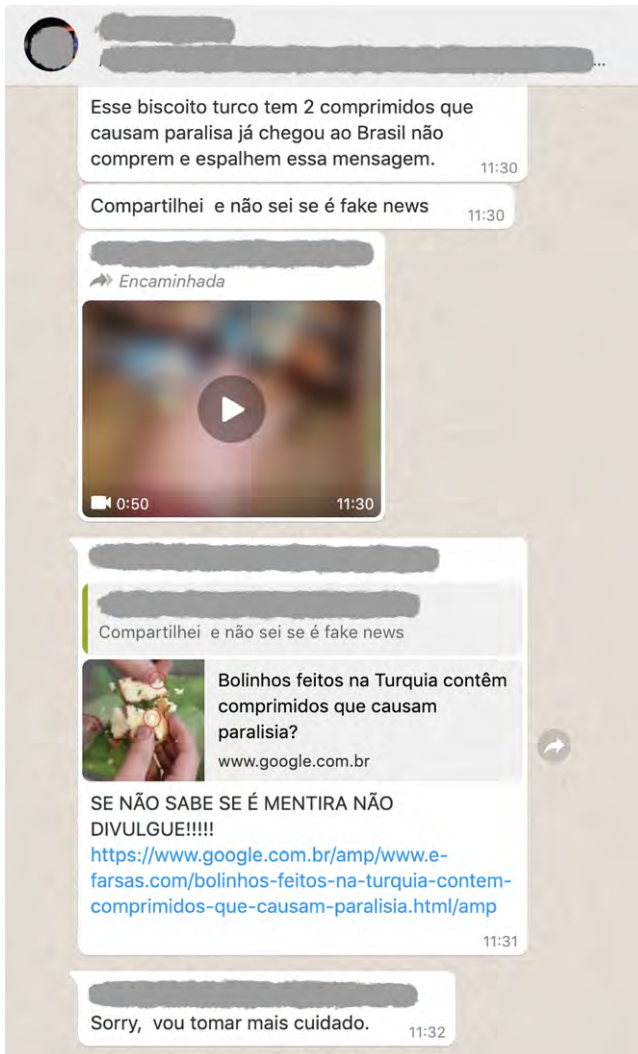 ...
Esse biscoito turco tem 2 comprimidos que
causam paralisa já chegou ao Brasil não
comprem e espalhem essa mensagem.
11:30
Compartilhei e não sei se é fake news
11:30
Encaminhada
0:50
11:30
Compartilhei e não sei se é fake news
Bolinhos feitos na Turquia contêm
comprimidos que causam
paralisia?
www.google.com.br
SE NÃO SABE SE É MENTIRA NÃO
DIVULGUE!!!!!
https://www.google.com.br/amp/www.e-
farsas.com/bolinhos-feitos-na-turquia-contem-
comprimidos-que-causam-paralisia.html/amp
11:31
Sorry, vou tomar mais cuidado.
11:32